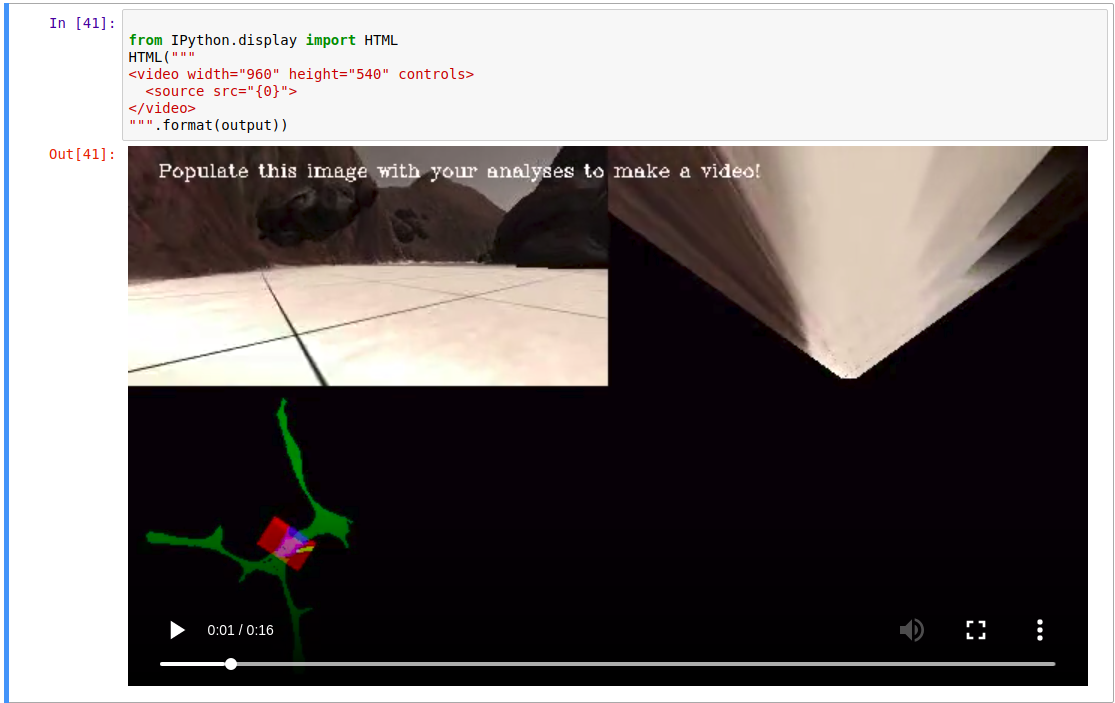 In [41]:
from IPython.display import HTML
HTML("""
<video width="960" height="540" controls>
  <source src="{0}">
</video>
""".format(output))
Out[41]:
Populate this image with your analyses to make a video!
0:01 / 0:16